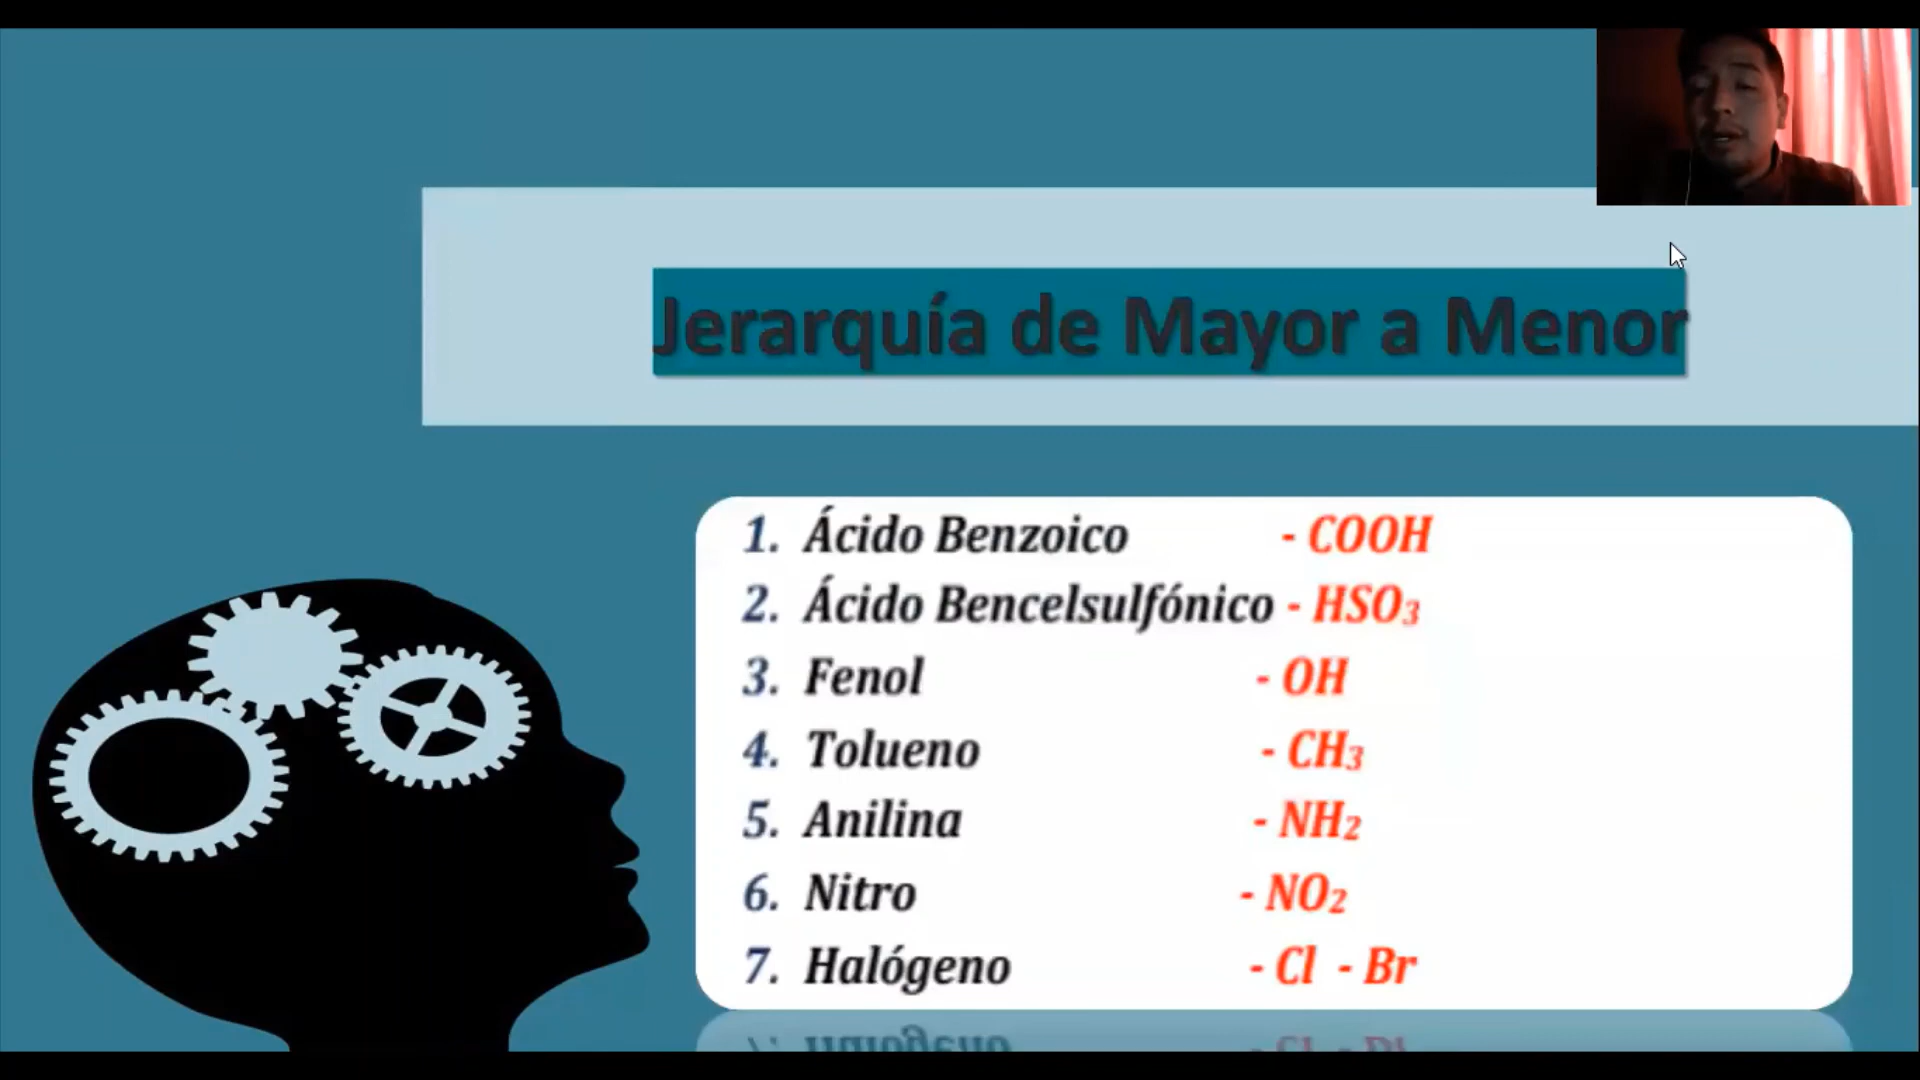 Jerarquía de Mayor a Menor
1. Ácido Benzoico - COOH
2. Ácido Bencelsulfónico - HSO₃
3. Fenol - OH
4. Tolueno - CH₃
5. Anilina - NH₂
6. Nitro - NO₂
7. Halógeno - Cl - Br